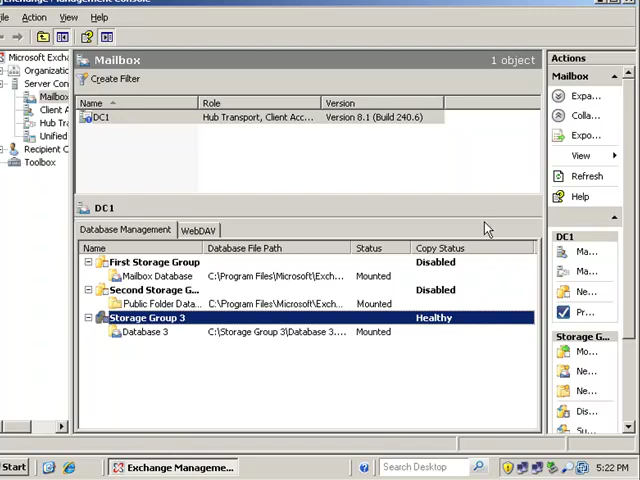 Exchange Management Console
File Action View Help
Microsoft Excha
Organizatio
Server Con
Mailbox
Client A
Hub Tra
Unified
Recipient C
Toolbox
Mailbox 1 object
Create Filter
Name Role Version
DC1 Hub Transport, Client Acc... Version 8.1 (Build 240.6)
DC1
Database Management WebDAV
Name Database File Path Status Copy Status
First Storage Group Disabled
Mailbox Database C:\Program Files\Microsoft\Exch... Mounted
Second Storage G... Disabled
Public Folder Data... C:\Program Files\Microsoft\Exch... Mounted
Storage Group 3 Healthy
Database 3 C:\Storage Group 3\Database 3.... Mounted
Actions
Mailbox
Expa...
Colla...
Expo...
View
Refresh
Help
DC1
Ma...
Ma...
Ne...
Pr...
Storage G...
Mo...
Ne...
Ne...
Dis...
Su...
Start Exchange Manageme... Search Desktop 5:22 PM